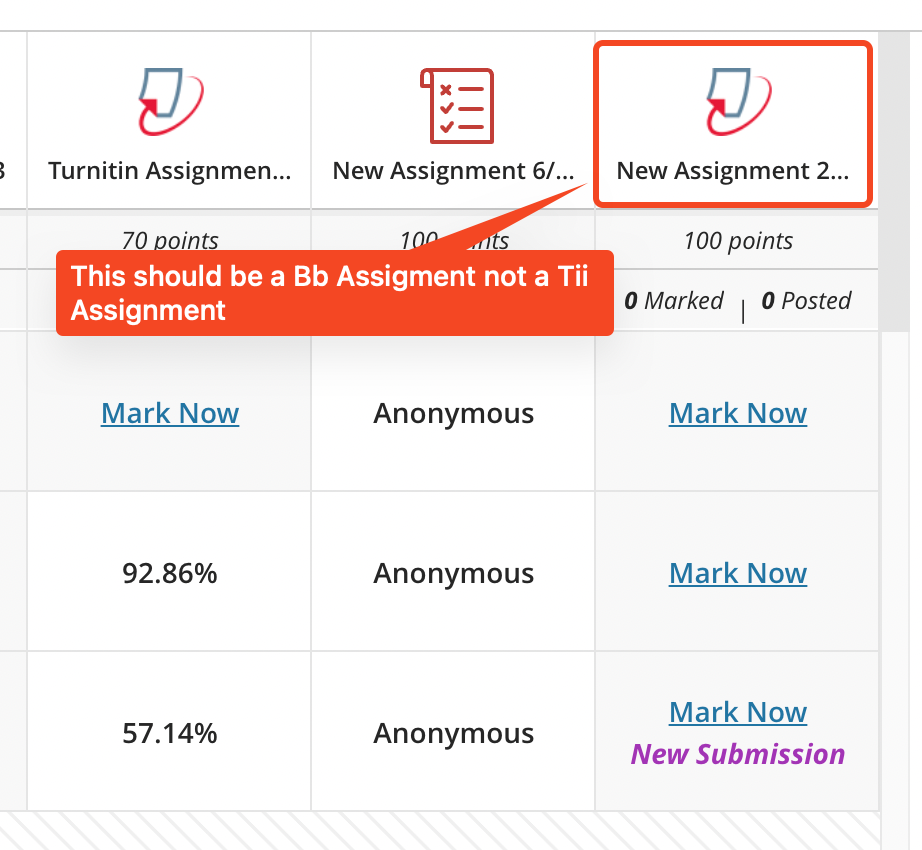 3
Turnitin Assignmen...
New Assignment 6/...
New Assignment 2...
70 points
100 nts
100 points
This should be a Bb Assigment not a Tii
Assignment
0 Marked | 0 Posted
Mark Now
Anonymous
Mark Now
92.86%
Anonymous
Mark Now
57.14%
Anonymous
Mark Now
New Submission